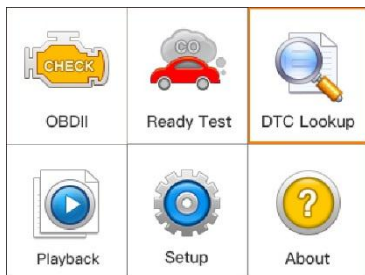 CHECK
OBDII
CO
Ready Test
DTC Lookup
Playback
Setup
?
About